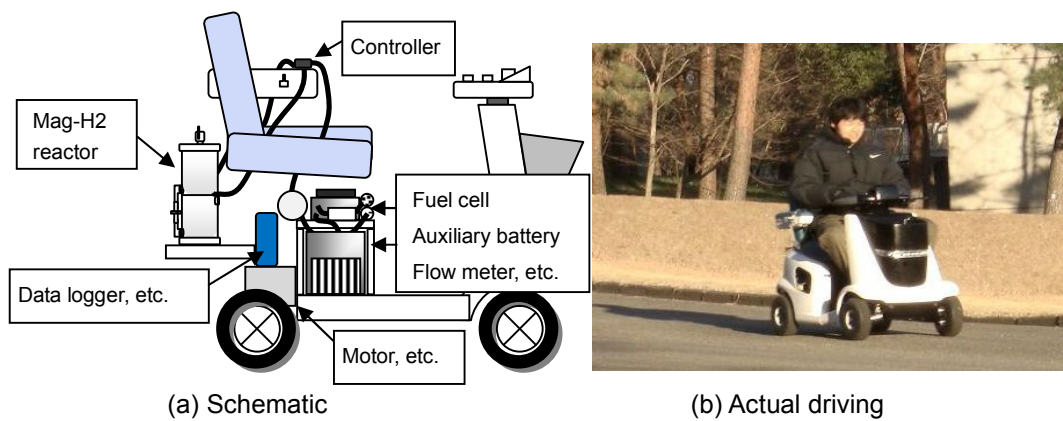 Controller
Mag-H2
reactor
Fuel cell
Auxiliary battery
Flow meter, etc.
Data logger, etc.
Motor, etc.
(a) Schematic
(b) Actual driving